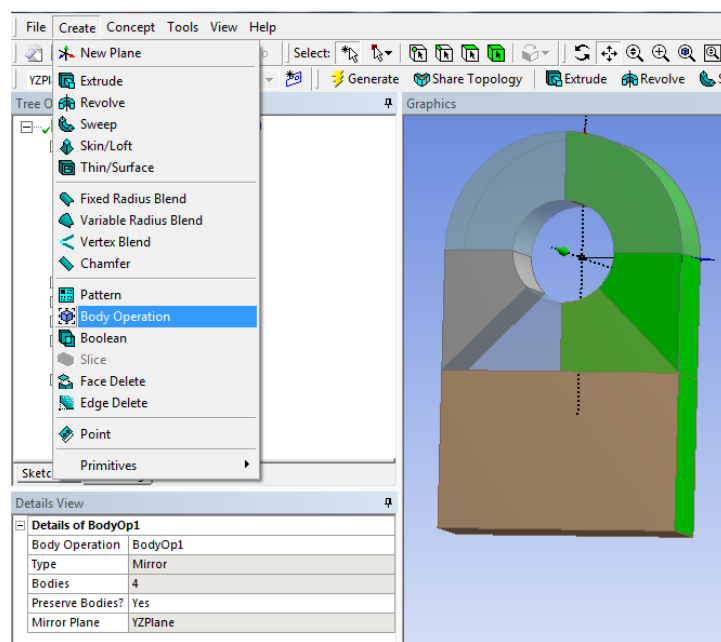 File Create Concept Tools View Help
Select:
YZPl
Generate Share Topology Extrude Revolve
New Plane
Extrude
Revolve
Sweep
Skin/Loft
Thin/Surface
Fixed Radius Blend
Variable Radius Blend
Vertex Blend
Chamfer
Pattern
Body Operation
Boolean
Slice
Face Delete
Edge Delete
Point
Primitives
Tree O
Graphics
Sketc
Details View
Details of BodyOp1
Body Operation BodyOp1
Type Mirror
Bodies 4
Preserve Bodies? Yes
Mirror Plane YZPlane